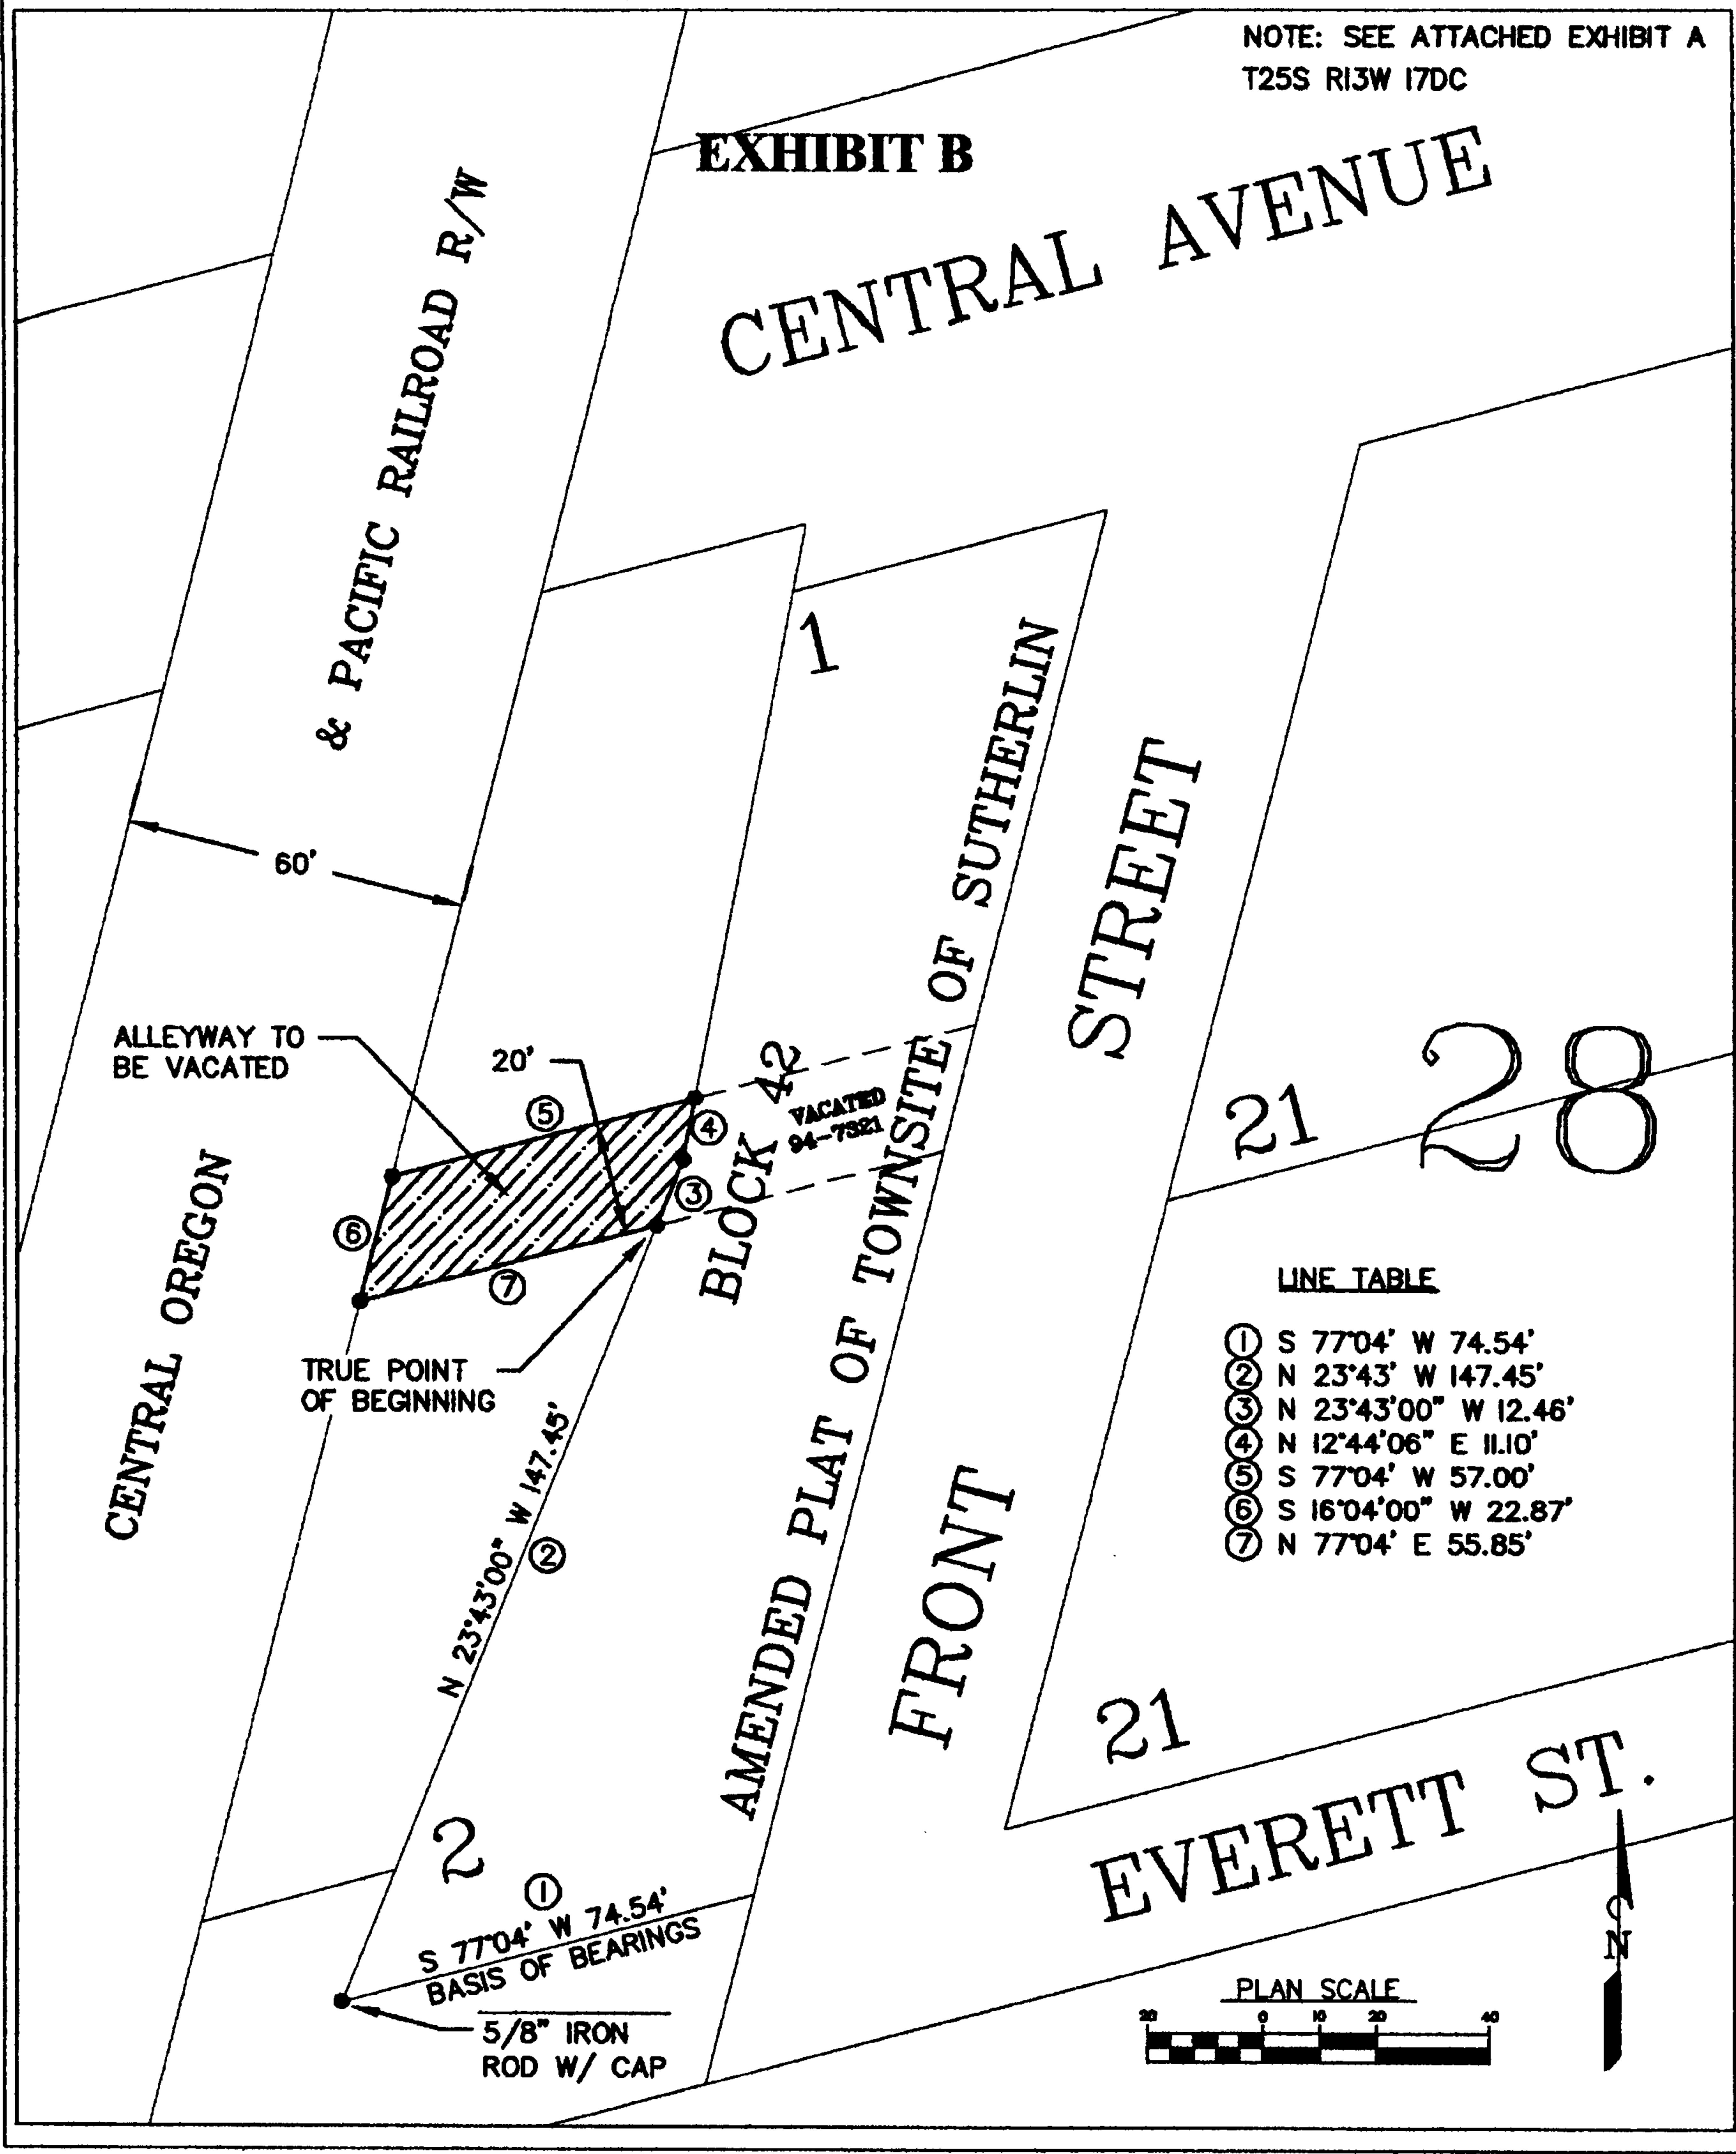 NOTE: SEE ATTACHED EXHIBIT A
T25S R13W 17DC
EXHIBIT B
CENTRAL AVENUE
& PACIFIC RAILROAD R/W
1
60'
STREET
ALLEYWAY TO
BE VACATED
20'
BLOCK 42
VACATED
94-7321
AMENDED PLAT OF TOWNSITE OF SUTHERLIN
21
28
5
4
3
6
7
CENTRAL OREGON
TRUE POINT
OF BEGINNING
LINE TABLE
1 S 77°04' W 74.54'
2 N 23°43' W 147.45'
3 N 23°43'00" W 12.46'
4 N 12°44'06" E 11.10'
5 S 77°04' W 57.00'
6 S 16°04'00" W 22.87'
7 N 77°04' E 55.85'
N 23°43'00" W 147.45'
2
FRONT
21
EVERETT ST.
2
1
S 77°04' W 74.54'
BASIS OF BEARINGS
5/8" IRON
ROD W/ CAP
PLAN SCALE
20 0 10 20 40
N